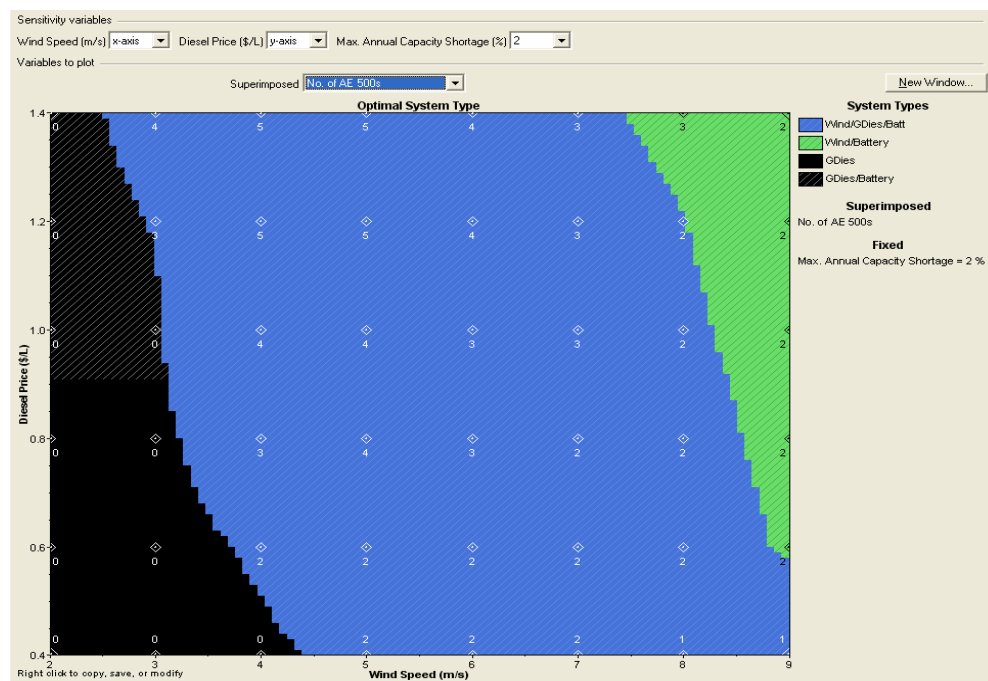 Sensitivity variables
Wind Speed (m/s) x-axis Diesel Price ($/L) y-axis Max. Annual Capacity Shortage (%) 2
Variables to plot
Superimposed No. of AE 500s New Window...
Optimal System Type
System Types
Wind/GDies/Batt
Wind/Battery
GDies
GDies/Battery
Superimposed
No. of AE 500s
Fixed
Max. Annual Capacity Shortage = 2 %
Diesel Price ($/L)
1.4
0 4 5 5 4 3 3 2
1.2
0 3 5 5 4 3 2 2
1.0
0 0 4 4 3 3 2 2
0.8
0 0 3 4 3 2 2 2
0.6
0 0 2 2 2 2 2 2
0 0 0 2 2 2 1 1
0.4
2 3 4 5 6 7 8 9
Wind Speed (m/s)
Right click to copy, save, or modify